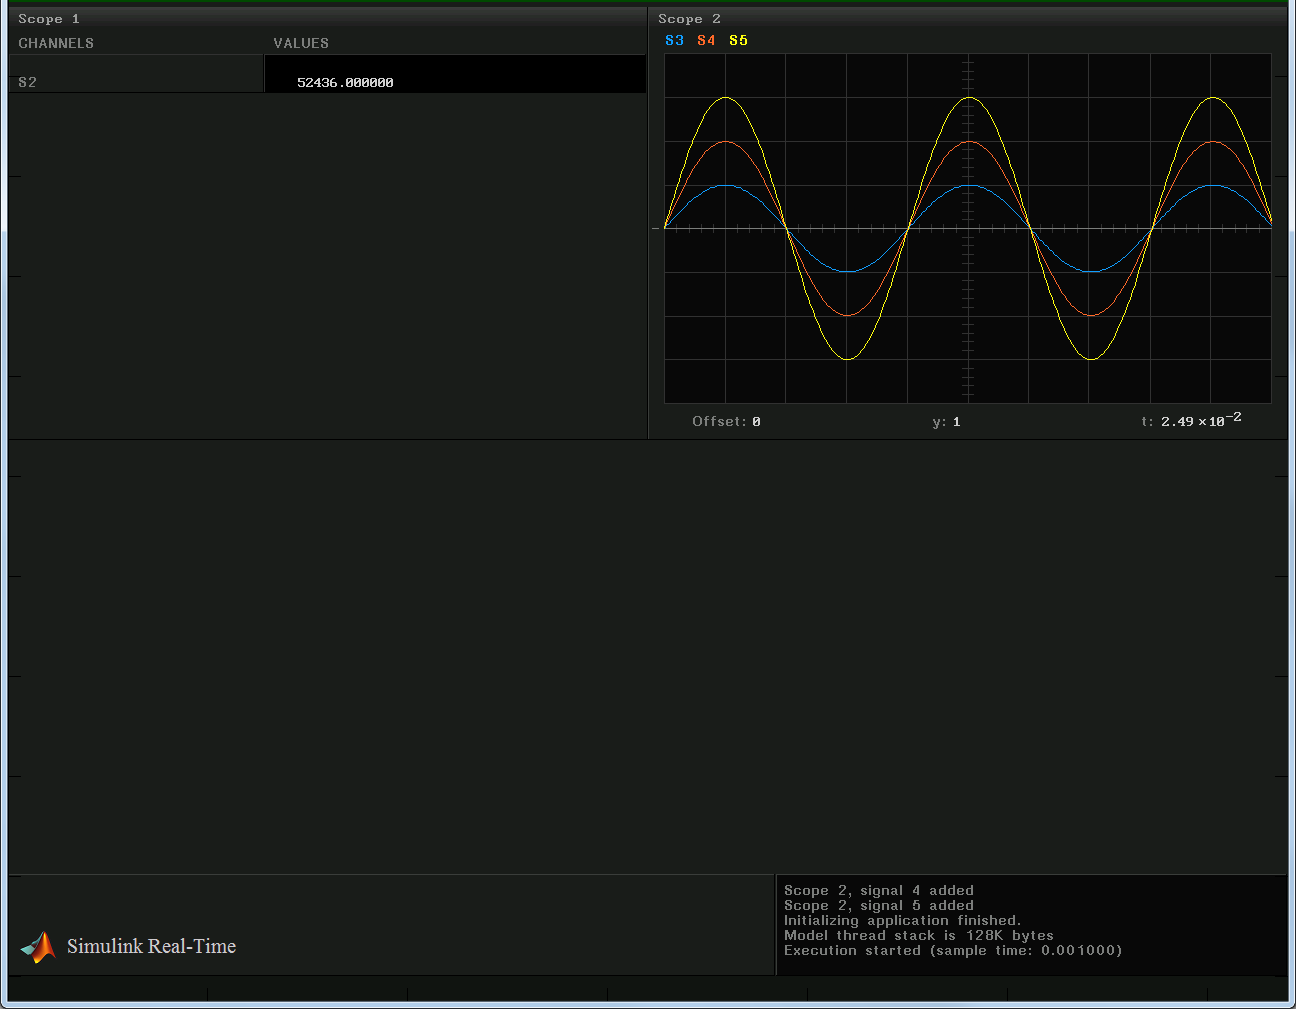 Scope 1
CHANNELS VALUES
S2 52436.000000
Scope 2
S3 S4 S5
Offset: 0 y: 1 t: 2.49×10⁻²
Simulink Real-Time
Scope 2, signal 4 added
Scope 2, signal 5 added
Initializing application finished.
Model thread stack is 128K bytes
Execution started (sample time: 0.001000)